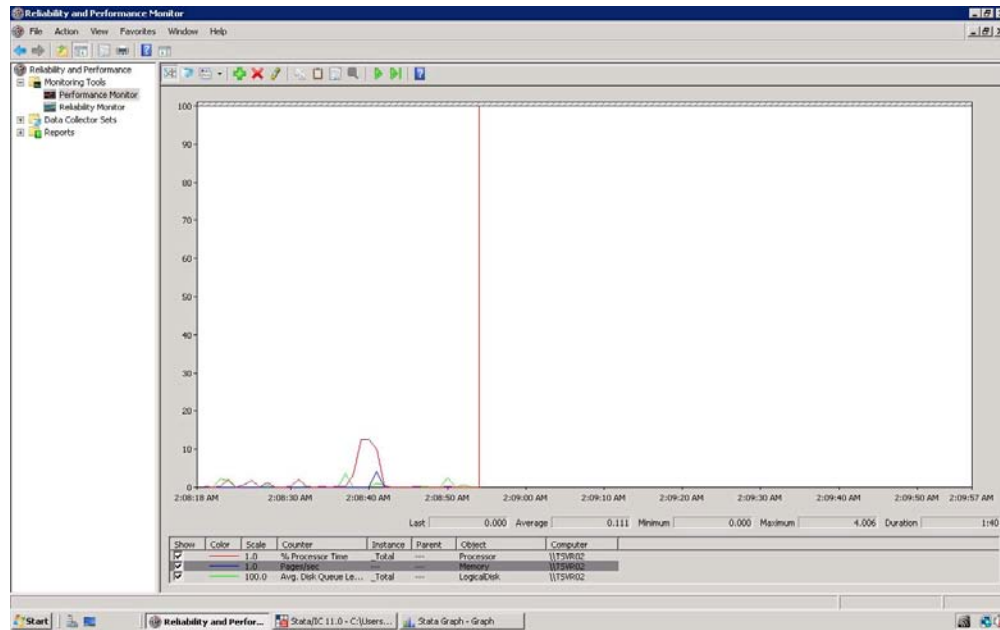 Reliability and Performance Monitor
File Action View Favorites Window Help
Reliability and Performance
Monitoring Tools
Performance Monitor
Reliability Monitor
Data Collector Sets
Reports
100
90
80
70
60
50
40
30
20
10
0
2:08:18 AM 2:08:30 AM 2:08:40 AM 2:08:50 AM 2:09:00 AM 2:09:10 AM 2:09:20 AM 2:09:30 AM 2:09:40 AM 2:09:50 AM 2:09:57 AM
Last 0.000 Average 0.111 Minimum 0.000 Maximum 4.006 Duration 1:40
Show Color Scale Counter Instance Parent Object Computer
1.0 % Processor Time _Total --- Processor \\TSVR02
1.0 Pages/sec --- --- Memory \\TSVR02
100.0 Avg. Disk Queue Le... _Total --- LogicalDisk \\TSVR02
Start Reliability and Perfor... Stata/IC 11.0 - C:\Users... Stata Graph - Graph